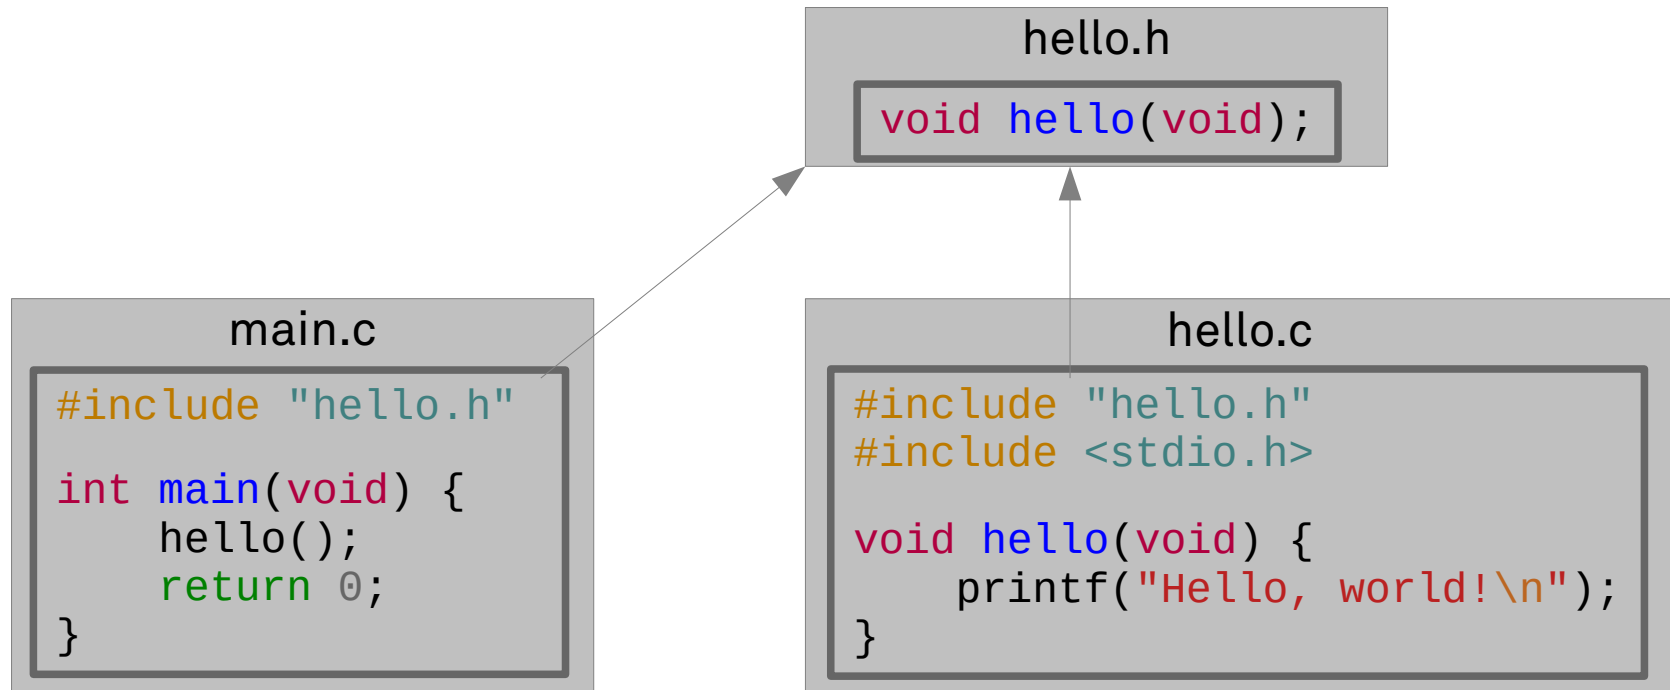 hello.h
void hello(void);
main.c
#include "hello.h"
int main(void) {
    hello();
    return 0;
}
hello.c
#include "hello.h"
#include <stdio.h>
void hello(void) {
    printf("Hello, world!\n");
}